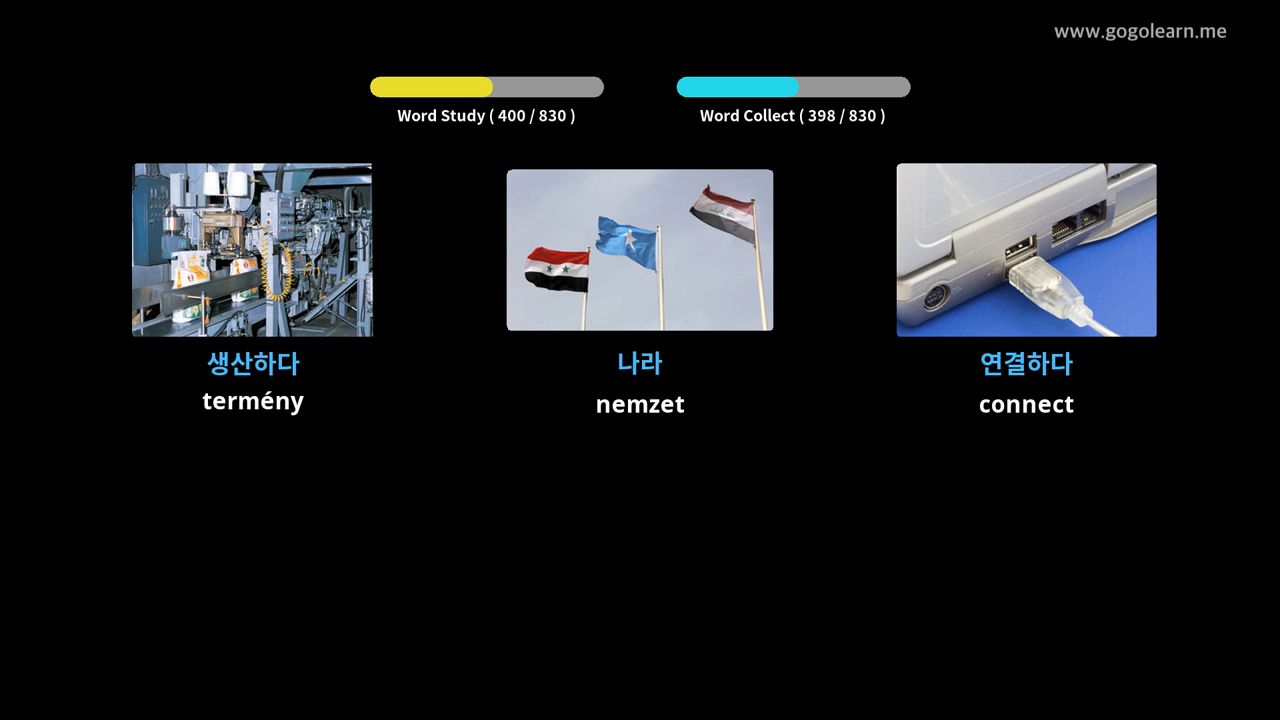 www.gogolearn.me
Word Study ( 400 / 830 )
Word Collect ( 398 / 830 )
생산하다
termény
나라
nemzet
연결하다
connect